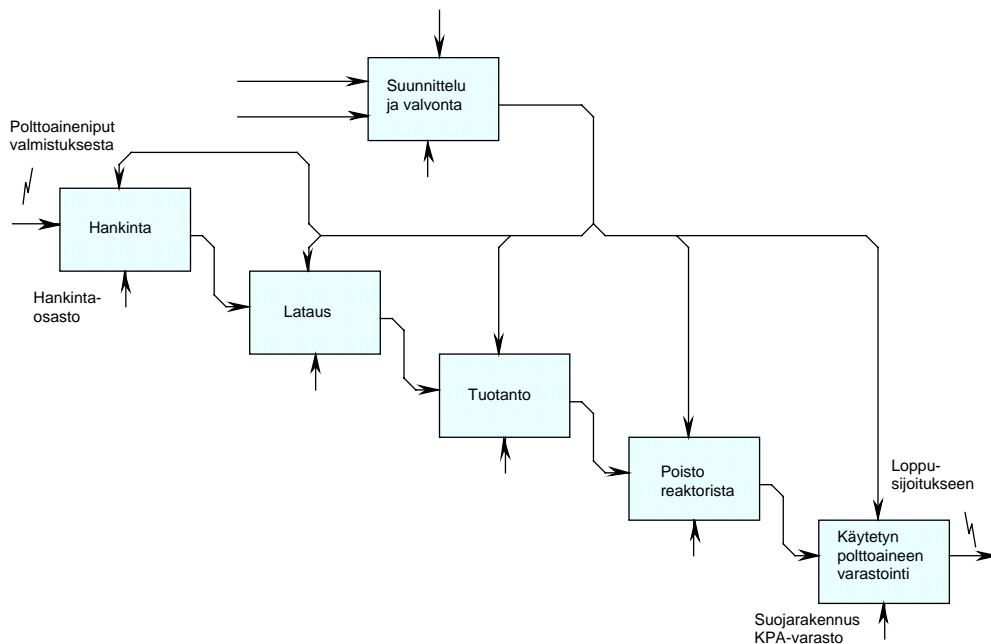 Suunnittelu
ja valvonta
Polttoaineniput
valmistuksesta
Hankinta
Hankinta-
osasto
Lataus
Tuotanto
Poisto
reaktorista
Loppu-
sijoitukseen
Käytetyn
polttoaineen
varastointi
Suojarakennus
KPA-varasto